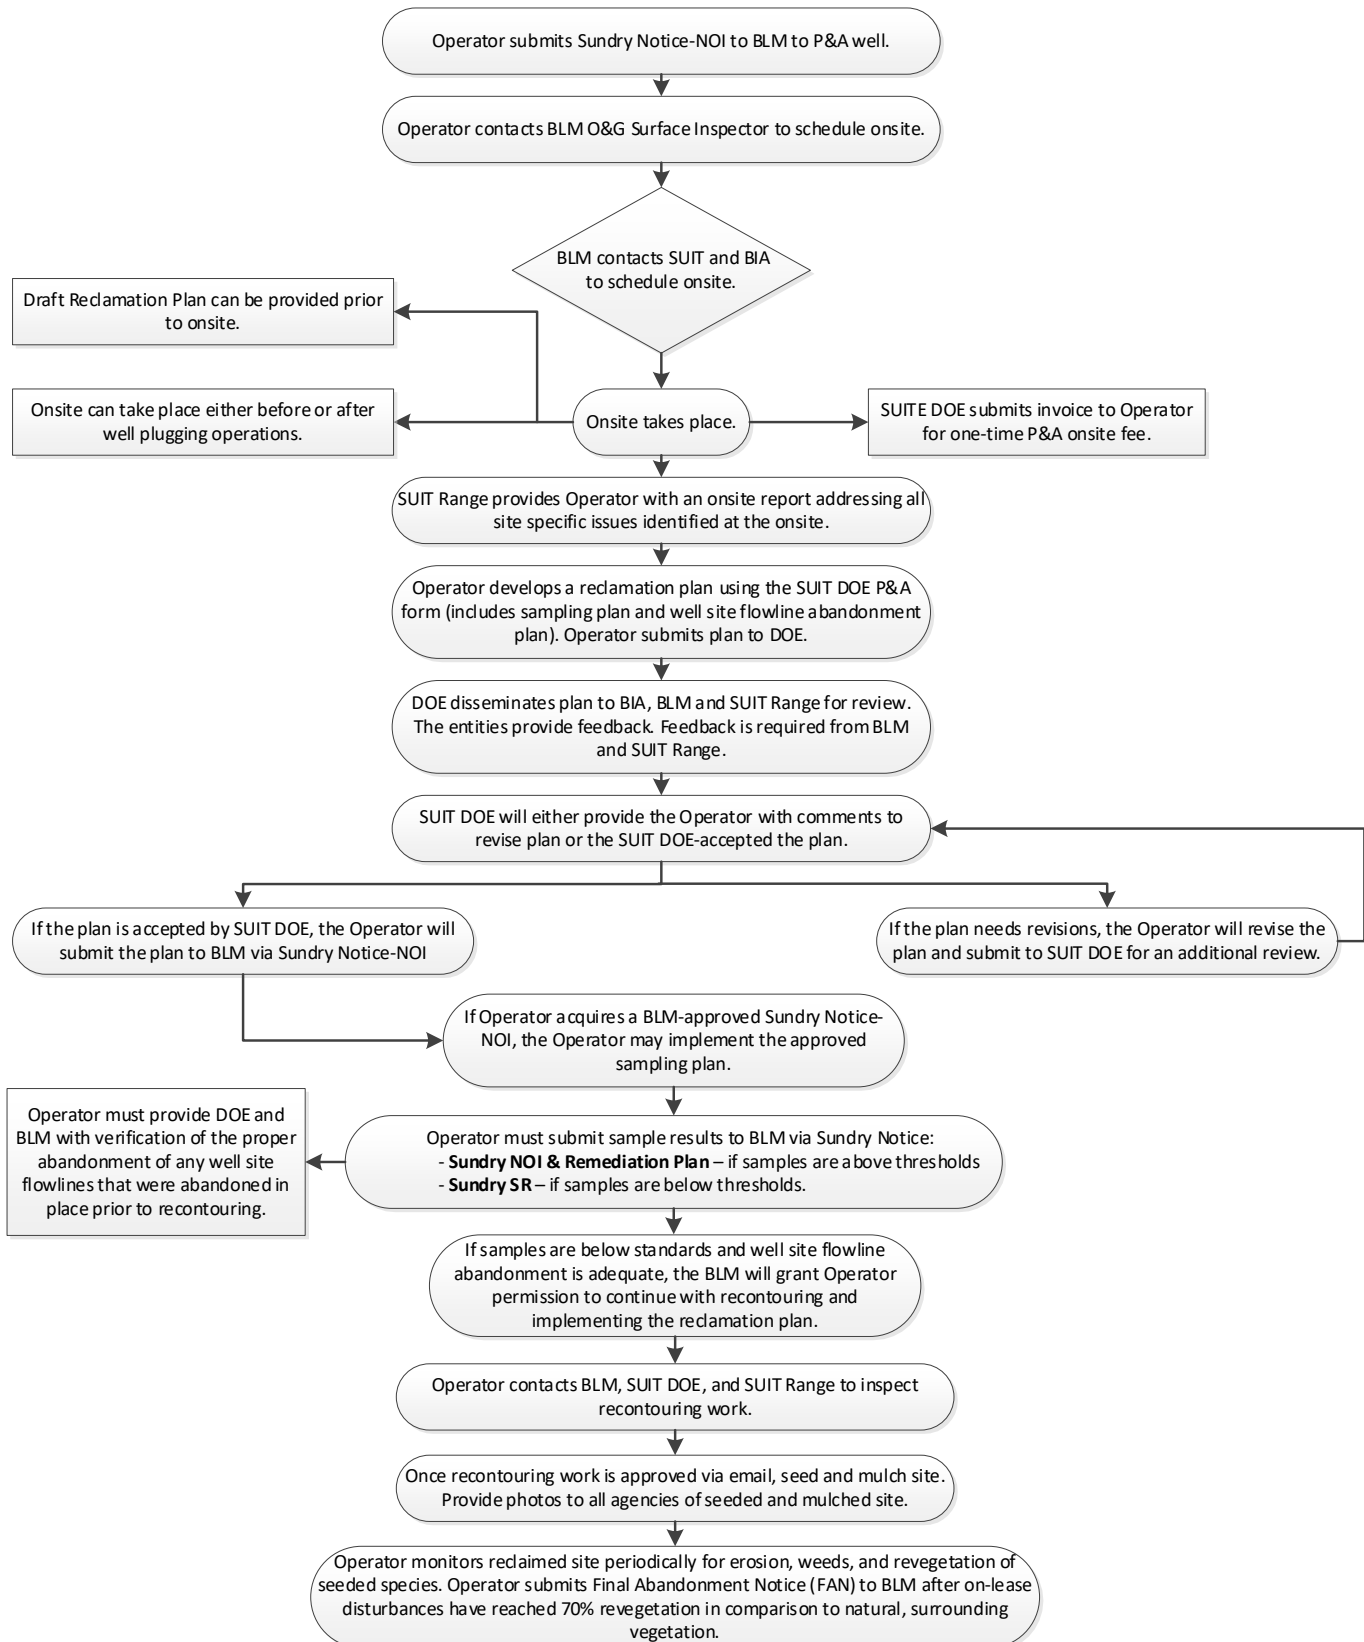 Operator submits Sundry Notice-NOI to BLM to P&A well.
Operator contacts BLM O&G Surface Inspector to schedule onsite.
BLM contacts SUIT and BIA
to schedule onsite.
Draft Reclamation Plan can be provided prior
to onsite.
Onsite can take place either before or after
well plugging operations.
Onsite takes place.
SUITE DOE submits invoice to Operator
for one-time P&A onsite fee.
SUIT Range provides Operator with an onsite report addressing all
site specific issues identified at the onsite.
Operator develops a reclamation plan using the SUIT DOE P&A
form (includes sampling plan and well site flowline abandonment
plan). Operator submits plan to DOE.
DOE disseminates plan to BIA, BLM and SUIT Range for review.
The entities provide feedback. Feedback is required from BLM
and SUIT Range.
SUIT DOE will either provide the Operator with comments to
revise plan or the SUIT DOE-accepted the plan.
If the plan is accepted by SUIT DOE, the Operator will
submit the plan to BLM via Sundry Notice-NOI
If the plan needs revisions, the Operator will revise the
plan and submit to SUIT DOE for an additional review.
If Operator acquires a BLM-approved Sundry Notice-
NOI, the Operator may implement the approved
sampling plan.
Operator must provide DOE and
BLM with verification of the proper
abandonment of any well site
flowlines that were abandoned in
place prior to recontouring.
Operator must submit sample results to BLM via Sundry Notice:
- Sundry NOI & Remediation Plan – if samples are above thresholds
- Sundry SR – if samples are below thresholds.
If samples are below standards and well site flowline
abandonment is adequate, the BLM will grant Operator
permission to continue with recontouring and
implementing the reclamation plan.
Operator contacts BLM, SUIT DOE, and SUIT Range to inspect
recontouring work.
Once recontouring work is approved via email, seed and mulch site.
Provide photos to all agencies of seeded and mulched site.
Operator monitors reclaimed site periodically for erosion, weeds, and revegetation of
seeded species. Operator submits Final Abandonment Notice (FAN) to BLM after on-lease
disturbances have reached 70% revegetation in comparison to natural, surrounding
vegetation.